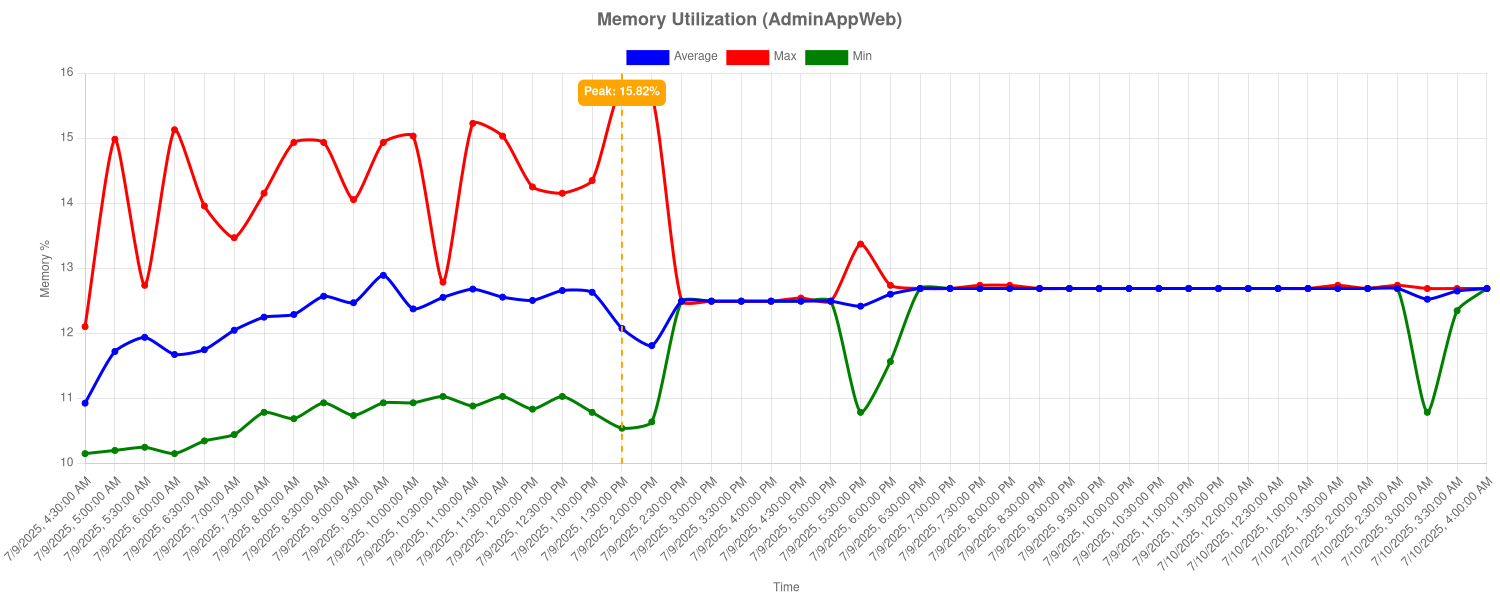 Memory Utilization (AdminAppWeb)
Average Max Min
Peak: 15.82%
16
15
14
13
12
11
10
Memory %
7/9/2025, 4:30:00 AM
7/9/2025, 5:00:00 AM
7/9/2025, 5:30:00 AM
7/9/2025, 6:00:00 AM
7/9/2025, 6:30:00 AM
7/9/2025, 7:00:00 AM
7/9/2025, 7:30:00 AM
7/9/2025, 8:00:00 AM
7/9/2025, 8:30:00 AM
7/9/2025, 9:00:00 AM
7/9/2025, 9:30:00 AM
7/9/2025, 10:00:00 AM
7/9/2025, 10:30:00 AM
7/9/2025, 11:00:00 AM
7/9/2025, 11:30:00 AM
7/9/2025, 12:00:00 PM
7/9/2025, 12:30:00 PM
7/9/2025, 1:00:00 PM
7/9/2025, 1:30:00 PM
7/9/2025, 2:00:00 PM
7/9/2025, 2:30:00 PM
7/9/2025, 3:00:00 PM
7/9/2025, 3:30:00 PM
7/9/2025, 4:00:00 PM
7/9/2025, 4:30:00 PM
7/9/2025, 5:00:00 PM
7/9/2025, 5:30:00 PM
7/9/2025, 6:00:00 PM
7/9/2025, 6:30:00 PM
7/9/2025, 7:00:00 PM
7/9/2025, 7:30:00 PM
7/9/2025, 8:00:00 PM
7/9/2025, 8:30:00 PM
7/9/2025, 9:00:00 PM
7/9/2025, 9:30:00 PM
7/9/2025, 10:00:00 PM
7/9/2025, 10:30:00 PM
7/9/2025, 11:00:00 PM
7/9/2025, 11:30:00 PM
7/10/2025, 12:00:00 AM
7/10/2025, 12:30:00 AM
7/10/2025, 1:00:00 AM
7/10/2025, 1:30:00 AM
7/10/2025, 2:00:00 AM
7/10/2025, 2:30:00 AM
7/10/2025, 3:00:00 AM
7/10/2025, 3:30:00 AM
7/10/2025, 4:00:00 AM
Time